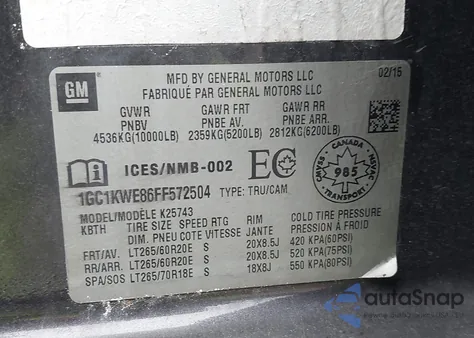 GM
MFD BY GENERAL MOTORS LLC
FABRIQUÉ PAR GENERAL MOTORS LLC
02/15
GVWR GAWR FRT GAWR RR
PNBV PNBE AV. PNBE ARR.
4536KG(10000LB) 2359KG(5200LB) 2812KG(6200LB)
ICES/NMB-002 EC
CANADA
CMVSS 985 NSVAC
TRANSPORT
1GC1KWE86FF572504 TYPE: TRU/CAM
MODEL/MODÈLE K25743
KBTH TIRE SIZE SPEED RTG RIM COLD TIRE PRESSURE
DIM. PNEU COTE VITESSE JANTE PRESSION À FROID
FRT/AV. LT265/60R20E S 20X8.5J 420 KPA(60PSI)
RR/ARR. LT265/60R20E S 20X8.5J 520 KPA(75PSI)
SPA/SOS LT265/70R18E S 18X8J 550 KPA(80PSI)
autoSnap